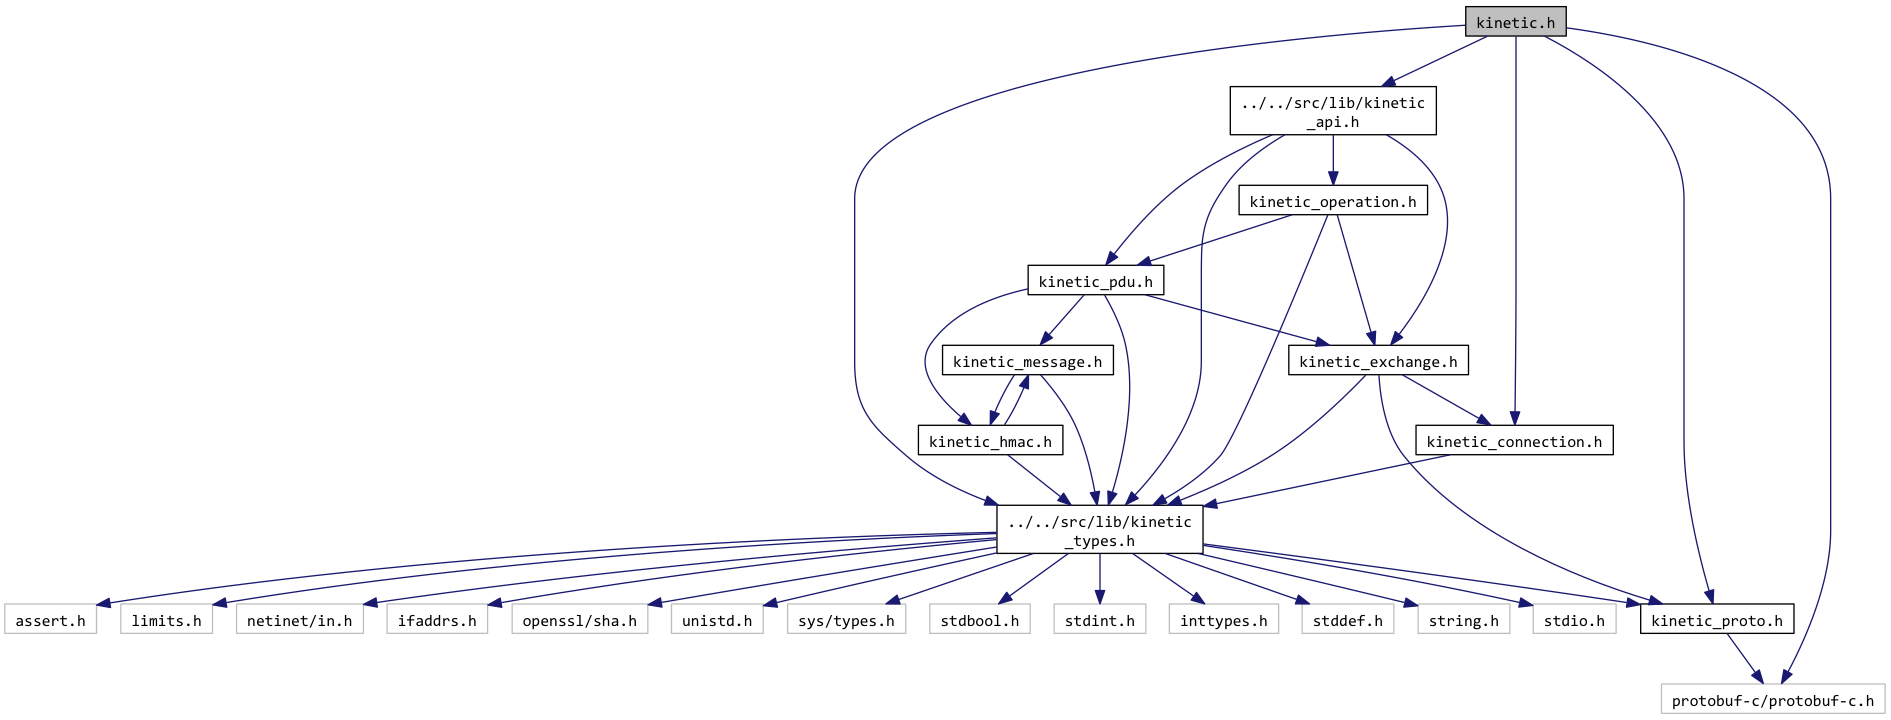 kinetic.h
../../src/lib/kinetic
_api.h
kinetic_operation.h
kinetic_pdu.h
kinetic_message.h
kinetic_exchange.h
kinetic_hmac.h
kinetic_connection.h
../../src/lib/kinetic
_types.h
assert.h
limits.h
netinet/in.h
ifaddrs.h
openssl/sha.h
unistd.h
sys/types.h
stdbool.h
stdint.h
inttypes.h
stddef.h
string.h
stdio.h
kinetic_proto.h
protobuf-c/protobuf-c.h